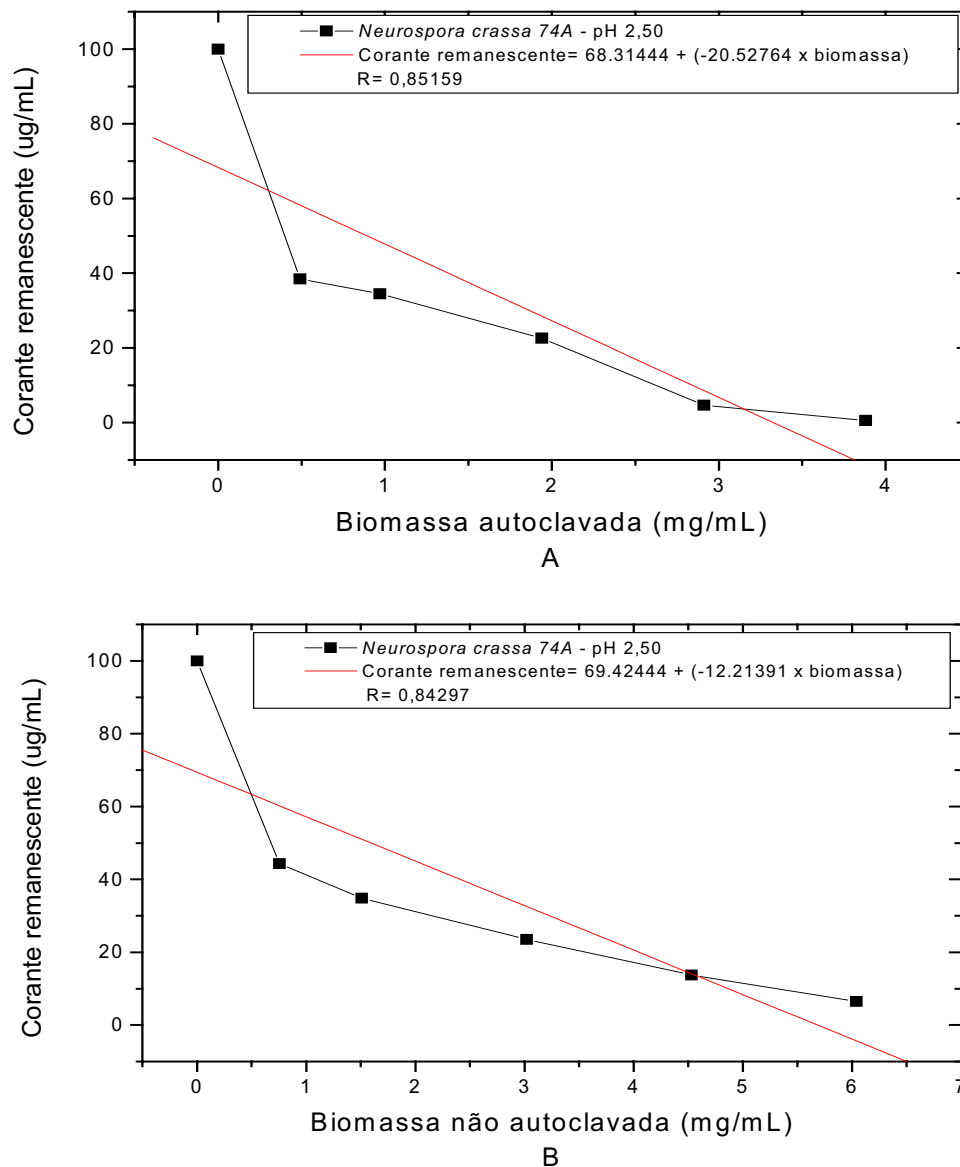 Neurospora crassa 74A - pH 2,50
Corante remanescente= 68.31444 + (-20.52764 x biomassa)
R= 0,85159
Corante remanescente (ug/mL)
100
80
60
40
20
0
0 1 2 3 4
Biomassa autoclavada (mg/mL)
A
Neurospora crassa 74A - pH 2,50
Corante remanescente= 69.42444 + (-12.21391 x biomassa)
R= 0,84297
Corante remanescente (ug/mL)
100
80
60
40
20
0
0 1 2 3 4 5 6 7
Biomassa não autoclavada (mg/mL)
B